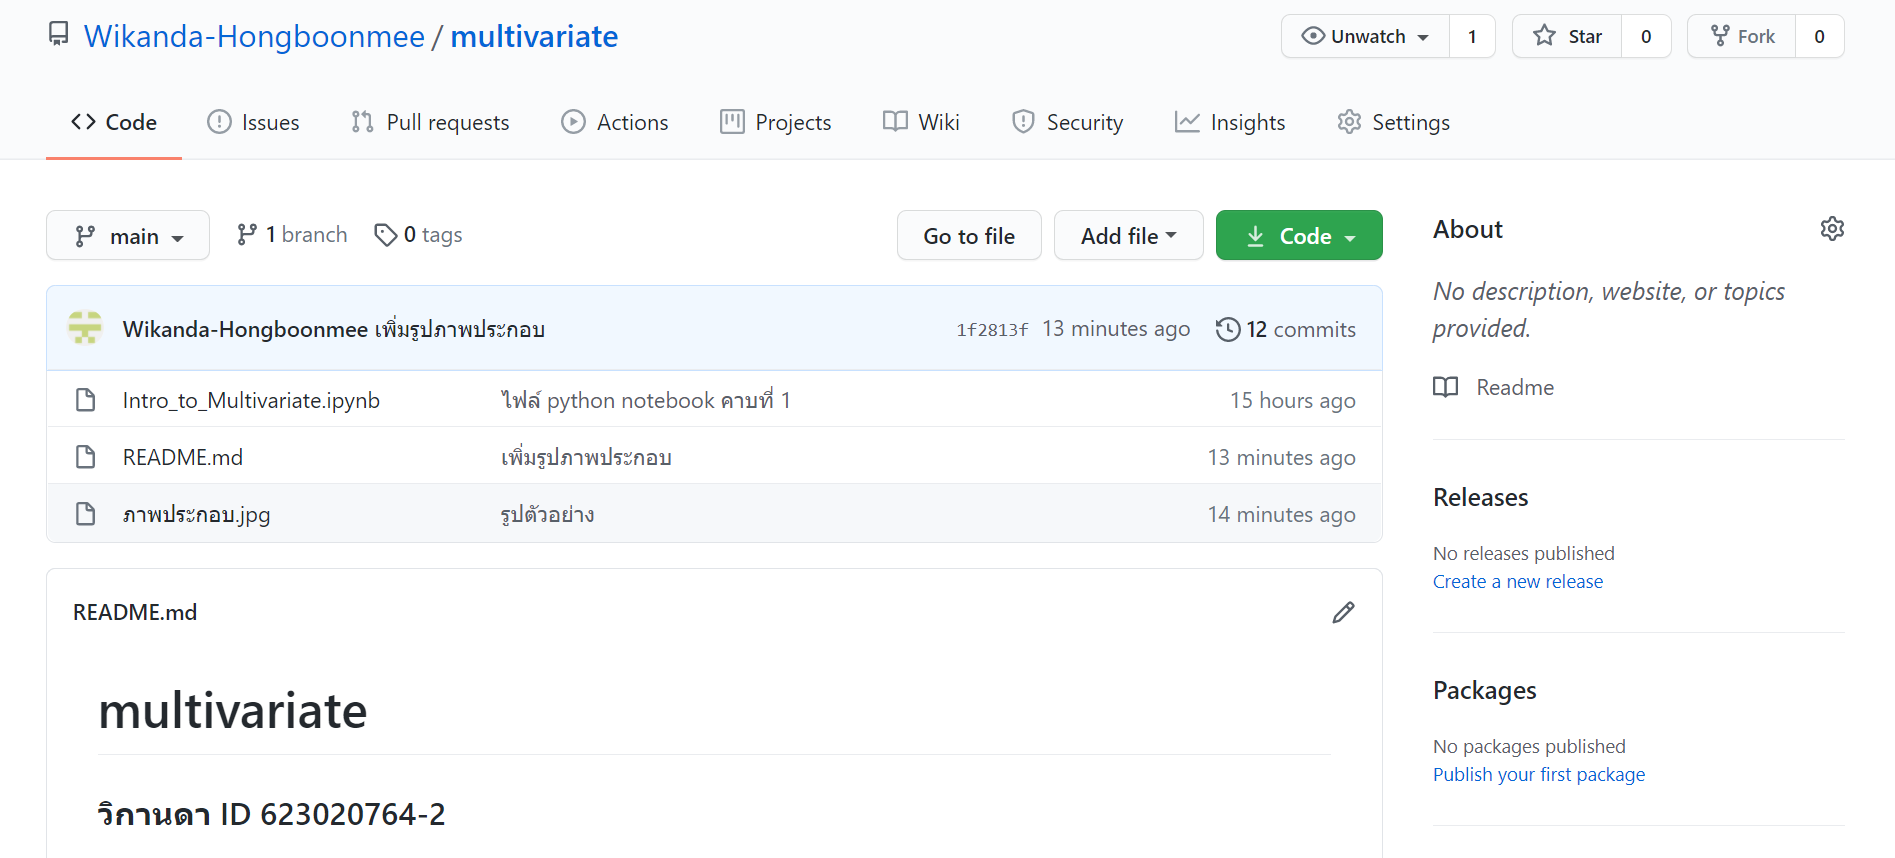 Wikanda-Hongboonmee / multivariate
Unwatch 1 Star 0 Fork 0
Code Issues Pull requests Actions Projects Wiki Security Insights Settings
main 1 branch 0 tags Go to file Add file Code
Wikanda-Hongboonmee เพิ่มรูปภาพประกอบ 1f2813f 13 minutes ago 12 commits
Intro_to_Multivariate.ipynb ไฟล์ python notebook คาบที่ 1 15 hours ago
README.md เพิ่มรูปภาพประกอบ 13 minutes ago
ภาพประกอบ.jpg รูปตัวอย่าง 14 minutes ago
README.md
multivariate
วิกานดา ID 623020764-2
About
No description, website, or topics
provided.
Readme
Releases
No releases published
Create a new release
Packages
No packages published
Publish your first package